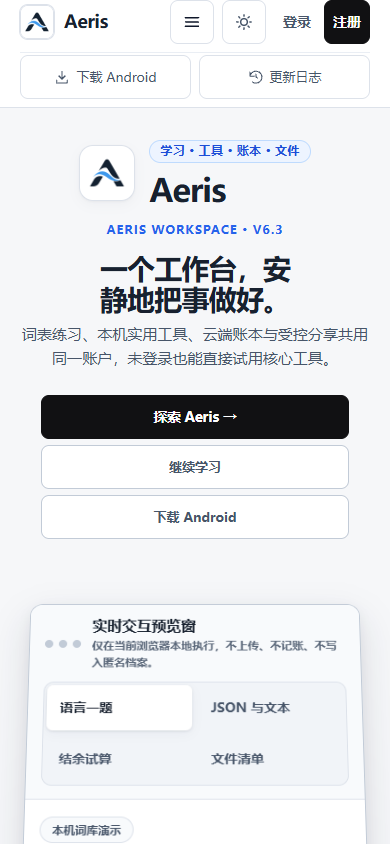 Aeris
登录
注册
下载 Android
更新日志
学习・工具・账本・文件
Aeris
AERIS WORKSPACE • V6.3
一个工作台，安
静地把事做好。
词表练习、本机实用工具、云端账本与受控分享共用
同一账户，未登录也能直接试用核心工具。
探索 Aeris →
继续学习
下载 Android
实时交互预览窗
仅在当前浏览器本地执行，不上传、不记账、不写
入匿名档案。
语言一题
JSON 与文本
结余试算
文件清单
本机词库演示